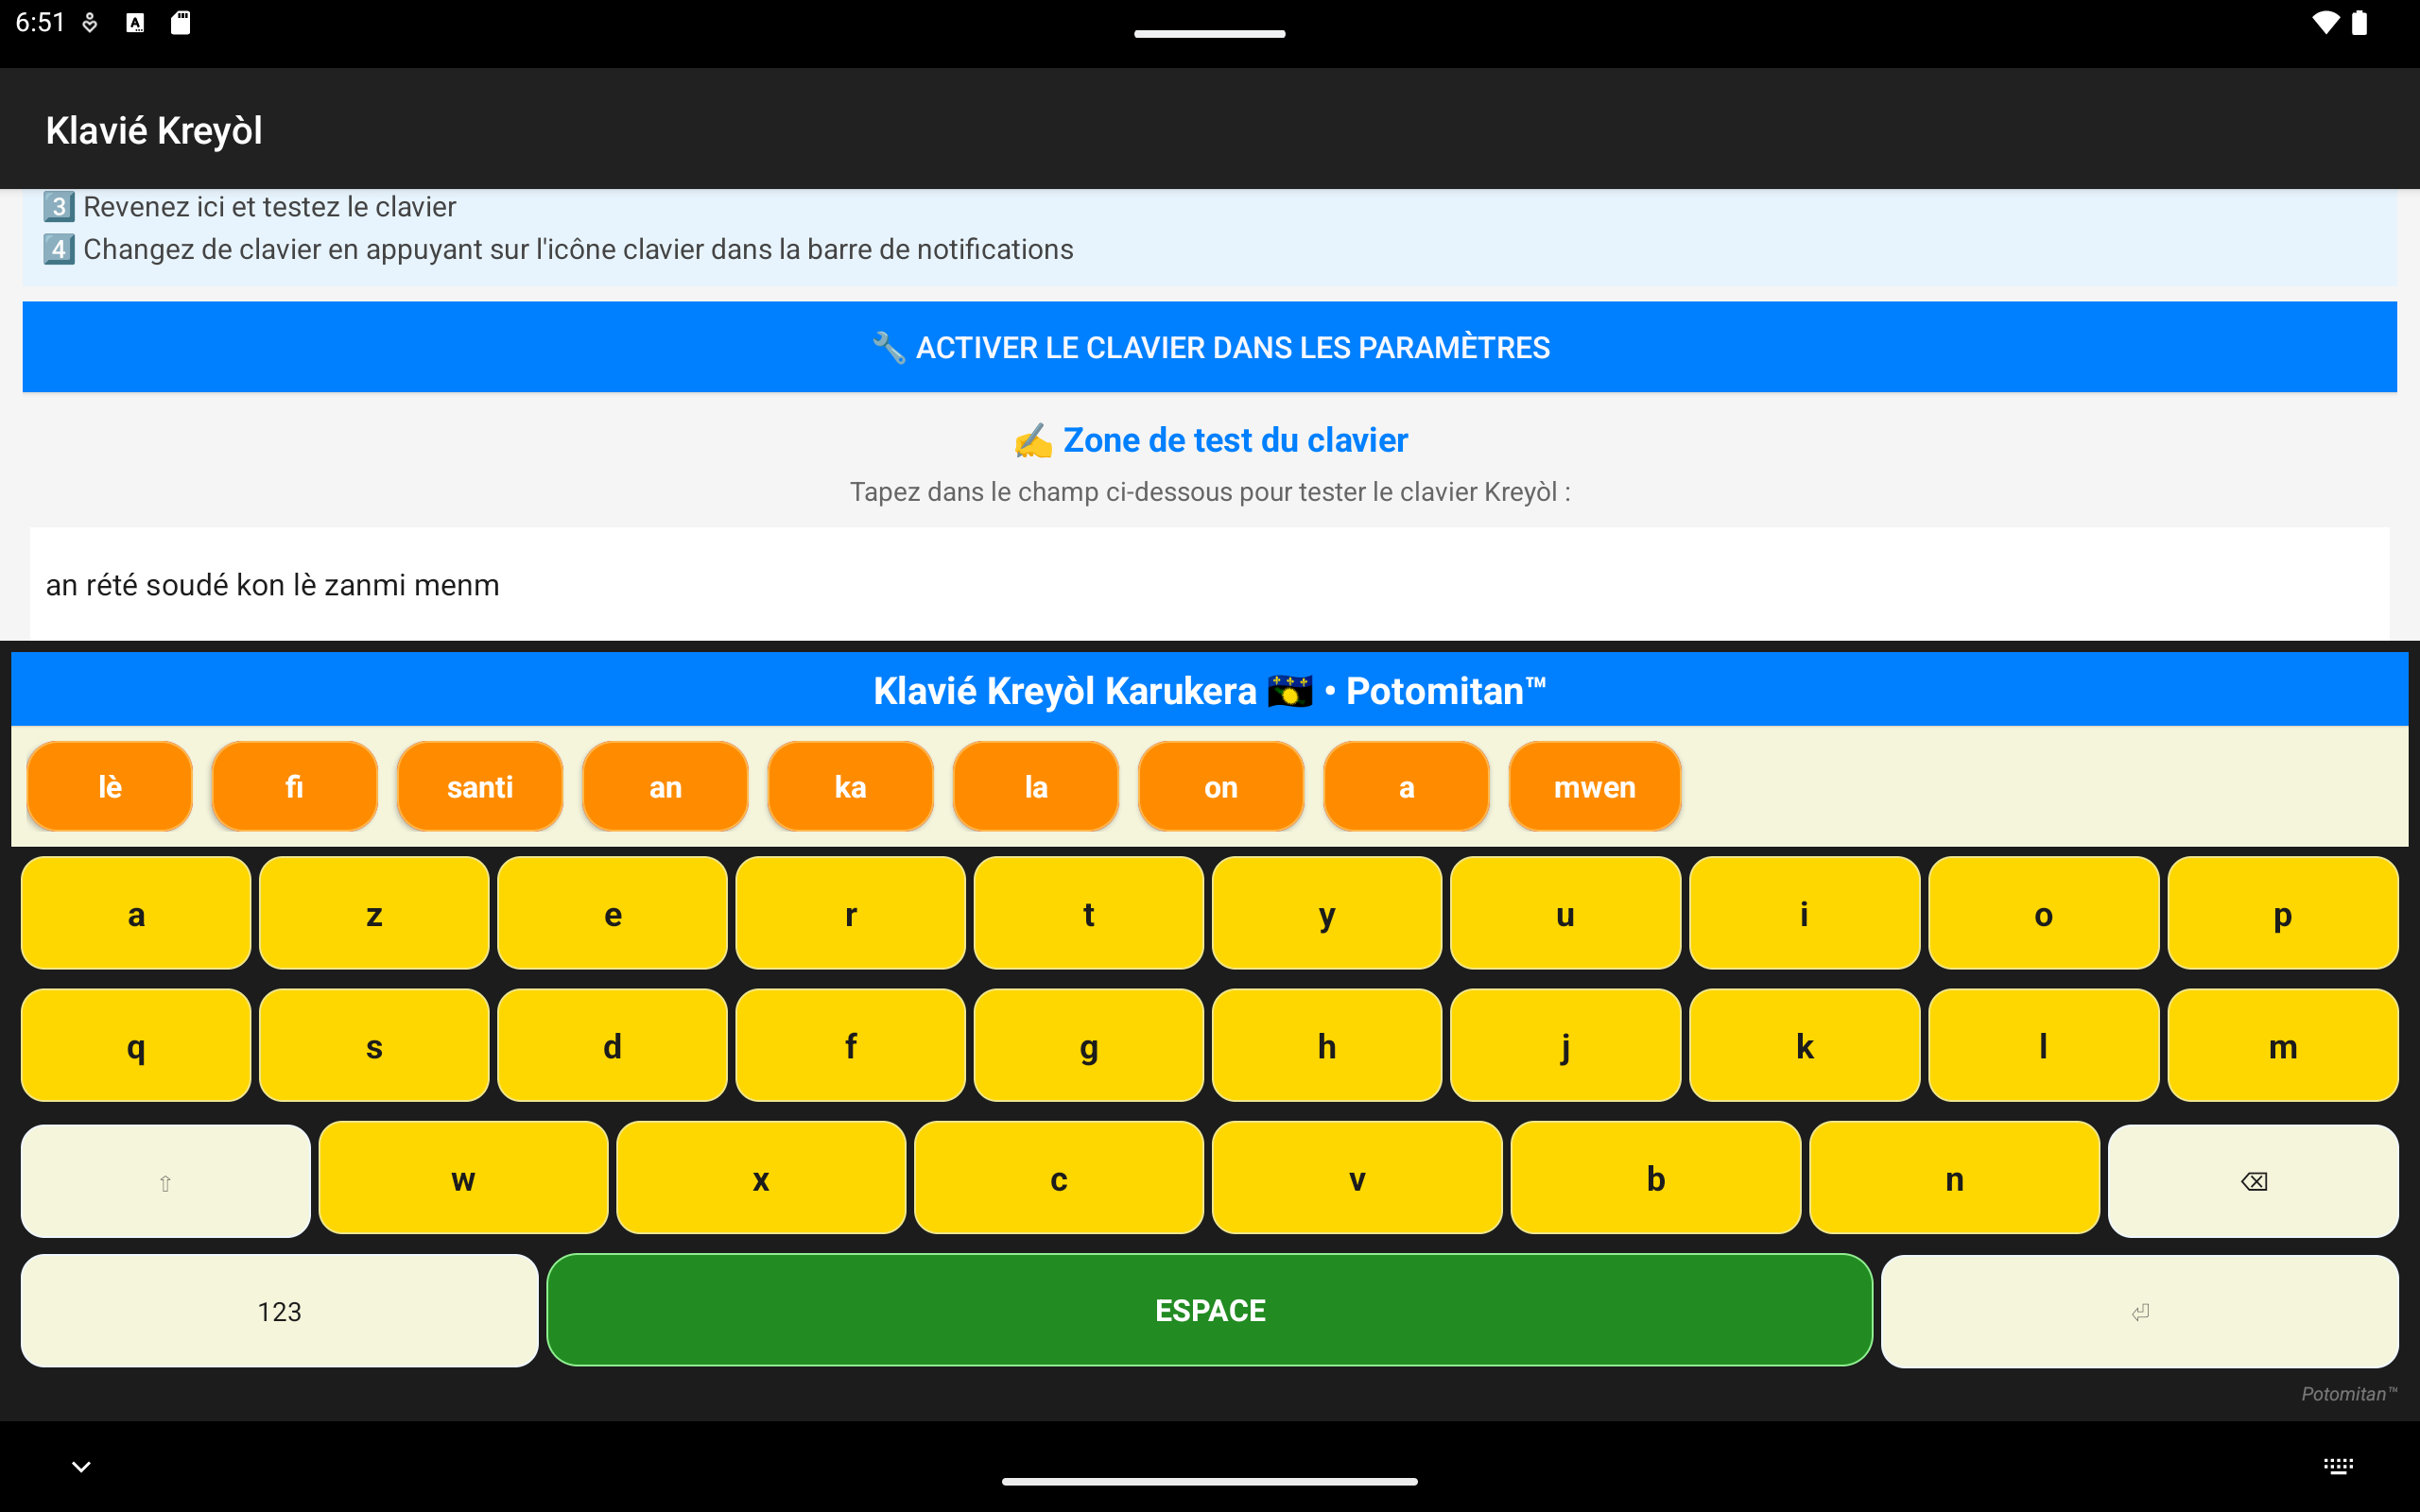 6:51
Klavié Kreyòl
3 Revenez ici et testez le clavier
4 Changez de clavier en appuyant sur l'icône clavier dans la barre de notifications
🔧 ACTIVER LE CLAVIER DANS LES PARAMÈTRES
✍️ Zone de test du clavier
Tapez dans le champ ci-dessous pour tester le clavier Kreyòl :
an rété soudé kon lè zanmi menm
Klavié Kreyòl Karukera • Potomitan™
lè fi santi an ka la on a mwen
a z e r t y u i o p
q s d f g h j k l m
⇧ w x c v b n ⌫
123 ESPACE ⏎
Potomitan™